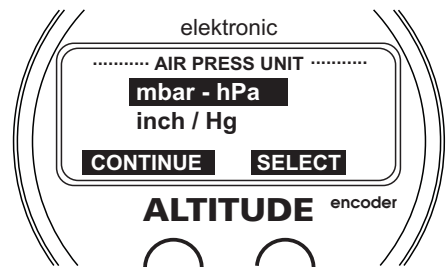 elektronic
........... AIR PRESS UNIT ...........
mbar - hPa
inch / Hg
CONTINUE SELECT
ALTITUDE encoder